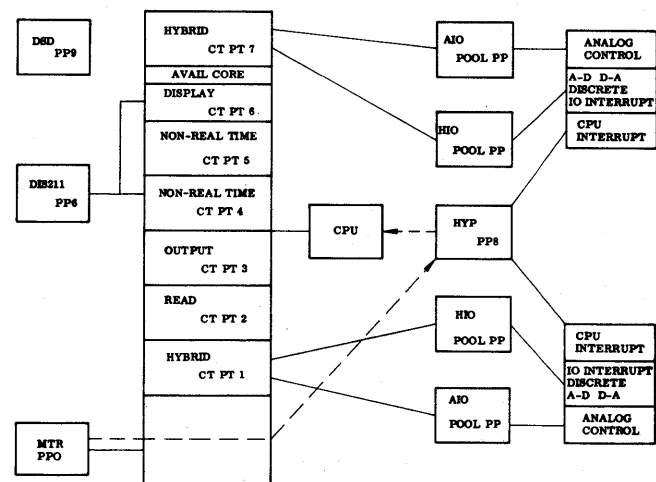 DSD
PP9
DIS211
PP6
MTR
PPO
HYBRID
CT PT 7
AVAIL CORE
DISPLAY
CT PT 6
NON-REAL TIME
CT PT 5
NON-REAL TIME
CT PT 4
OUTPUT
CT PT 3
READ
CT PT 2
HYBRID
CT PT 1
CPU
AIO
POOL PP
HIO
POOL PP
HYP
PP8
HIO
POOL PP
AIO
POOL PP
ANALOG
CONTROL
A-D D-A
DISCRETE
IO INTERRUPT
CPU
INTERRUPT
CPU
INTERRUPT
IO INTERRUPT
DISCRETE
A-D D-A
ANALOG
CONTROL